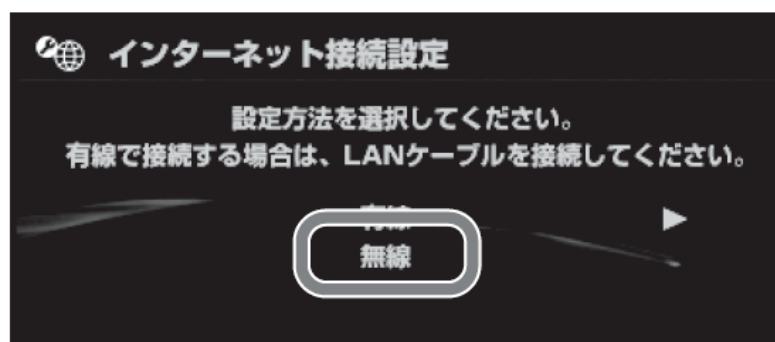 インターネット接続設定
設定方法を選択してください。
有線で接続する場合は、LANケーブルを接続してください。
有線
無線